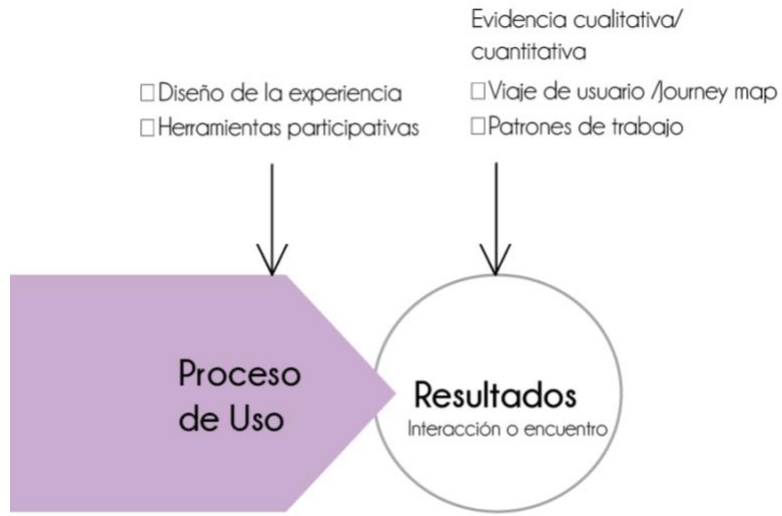 Evidencia cualitativa/
cuantitativa
□Diseño de la experiencia
□Herramientas participativas
□Viaje de usuario /Journey map
□Patrones de trabajo
Proceso
de Uso
Resultados
Interacción o encuentro